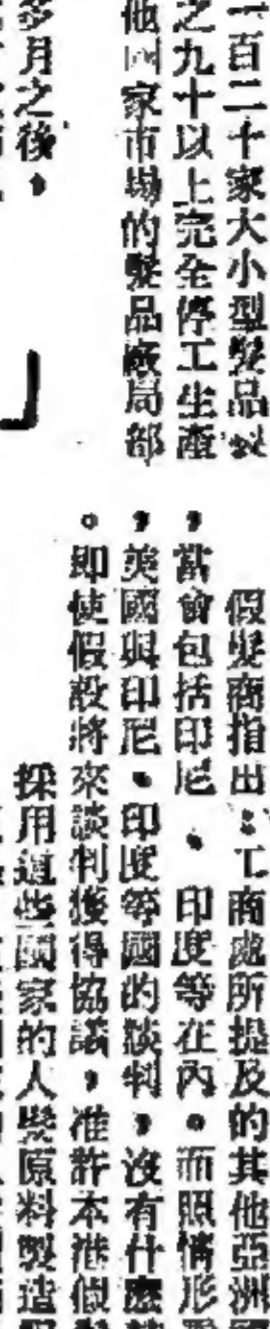 一百二十家大小型髮品製
之九十以上完全停工生產
他國家市場的髮品廠局部
多月之後，
假髮商指出：工商處所提及的其他亞洲
，當會包括印尼、印度等在內。而照情形
，美國與印尼、印度等國的談判，沒有什麼
。即使假設將來談判獲得協議，准許本港假
採用這些國家的人髮原料製造